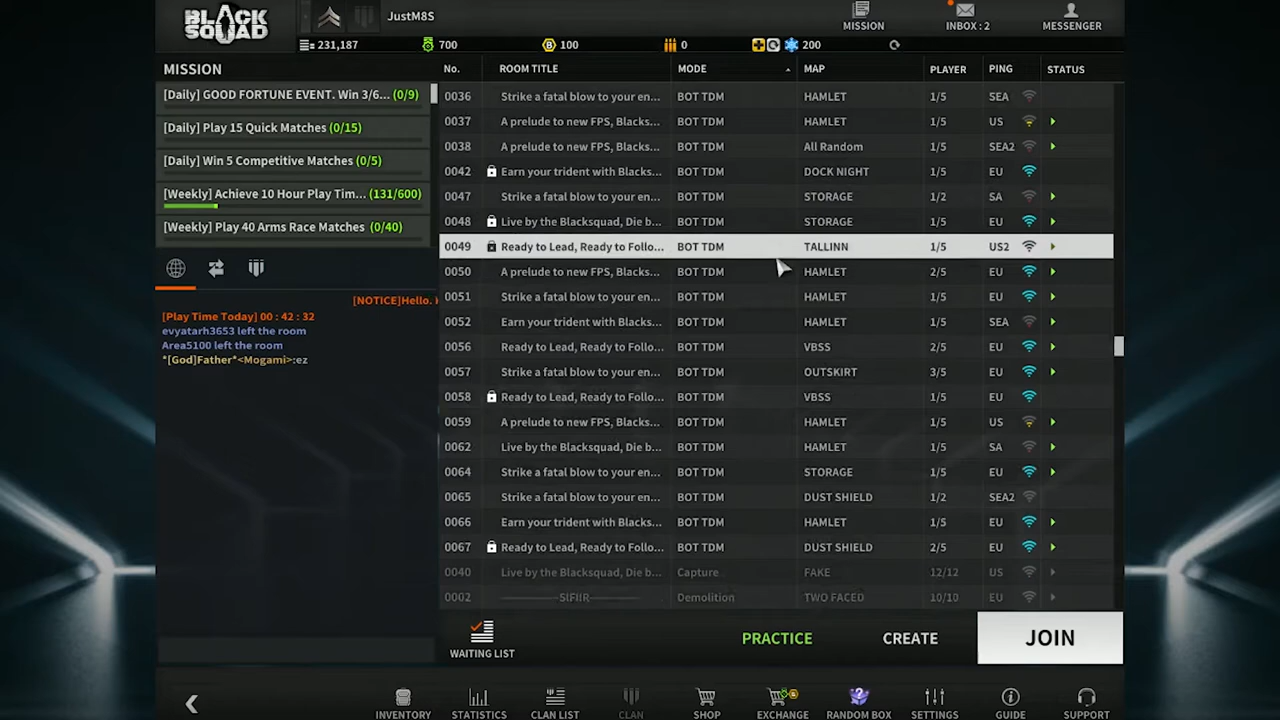 BLACK SQUAD
JustM8S
MISSION
INBOX : 2
MESSENGER
231,187
700
100
0
200
MISSION
[Daily] GOOD FORTUNE EVENT. Win 3/6... (0/9)
[Daily] Play 15 Quick Matches (0/15)
[Daily] Win 5 Competitive Matches (0/5)
[Weekly] Achieve 10 Hour Play Tim... (131/600)
[Weekly] Play 40 Arms Race Matches (0/40)
[NOTICE]Hello.
[Play Time Today] 00 : 42 : 32
evyatarh3653 left the room
Area5100 left the room
*[God]Father*<Mogami>:ez
No. ROOM TITLE MODE MAP PLAYER PING STATUS
0036 Strike a fatal blow to your en... BOT TDM HAMLET 1/5 SEA
0037 A prelude to new FPS, Blacks... BOT TDM HAMLET 1/5 US
0038 A prelude to new FPS, Blacks... BOT TDM All Random 1/5 SEA2
0042 Earn your trident with Blacks... BOT TDM DOCK NIGHT 1/5 EU
0047 Strike a fatal blow to your en... BOT TDM STORAGE 1/2 SA
0048 Live by the Blacksquad, Die b... BOT TDM STORAGE 1/5 EU
0049 Ready to Lead, Ready to Follo... BOT TDM TALLINN 1/5 US2
0050 A prelude to new FPS, Blacks... BOT TDM HAMLET 2/5 EU
0051 Strike a fatal blow to your en... BOT TDM HAMLET 1/5 EU
0052 Earn your trident with Blacks... BOT TDM HAMLET 1/5 SEA
0056 Ready to Lead, Ready to Follo... BOT TDM VBSS 2/5 EU
0057 Strike a fatal blow to your en... BOT TDM OUTSKIRT 3/5 EU
0058 Ready to Lead, Ready to Follo... BOT TDM VBSS 1/5 EU
0059 A prelude to new FPS, Blacks... BOT TDM HAMLET 1/5 US
0062 Live by the Blacksquad, Die b... BOT TDM HAMLET 1/5 SA
0064 Strike a fatal blow to your en... BOT TDM STORAGE 1/5 EU
0065 Strike a fatal blow to your en... BOT TDM DUST SHIELD 1/2 SEA2
0066 Earn your trident with Blacks... BOT TDM HAMLET 1/5 EU
0067 Ready to Lead, Ready to Follo... BOT TDM DUST SHIELD 2/5 EU
0040 Live by the Blacksquad, Die b... Capture FAKE 12/12 US
0002 Demolition TWO FACED 10/10 EU
WAITING LIST
PRACTICE
CREATE
JOIN
INVENTORY
STATISTICS
CLAN LIST
CLAN
SHOP
EXCHANGE
RANDOM BOX
SETTINGS
GUIDE
SUPPORT